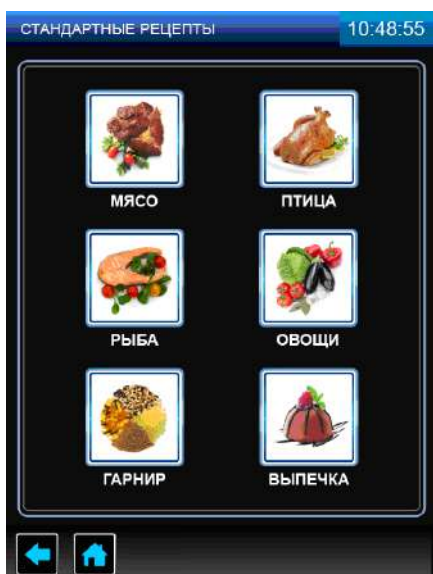 СТАНДАРТНЫЕ РЕЦЕПТЫ 10:48:55
МЯСО ПТИЦА
РЫБА ОВОЩИ
ГАРНИР ВЫПЕЧКА